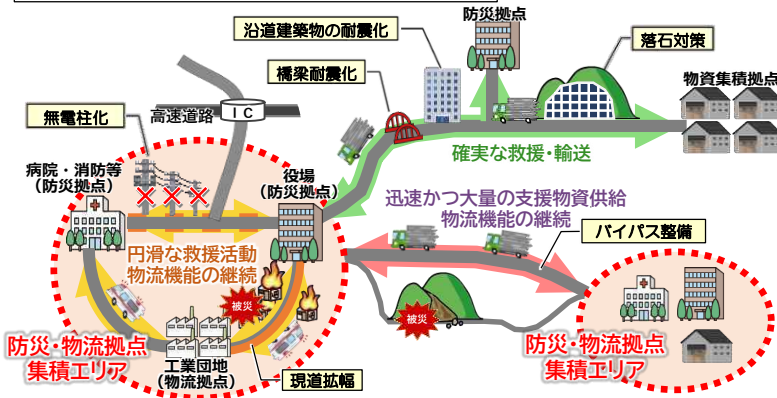 防災拠点
沿道建築物の耐震化
落石対策
橋梁耐震化
物資集積拠点
無電柱化
高速道路
IC
確実な救援・輸送
病院・消防等
(防災拠点)
役場
(防災拠点)
迅速かつ大量の支援物資供給
物流機能の継続
バイパス整備
円滑な救援活動
物流機能の継続
被災
被災
防災・物流拠点
集積エリア
工業団地
(物流拠点)
現道拡幅
防災・物流拠点
集積エリア